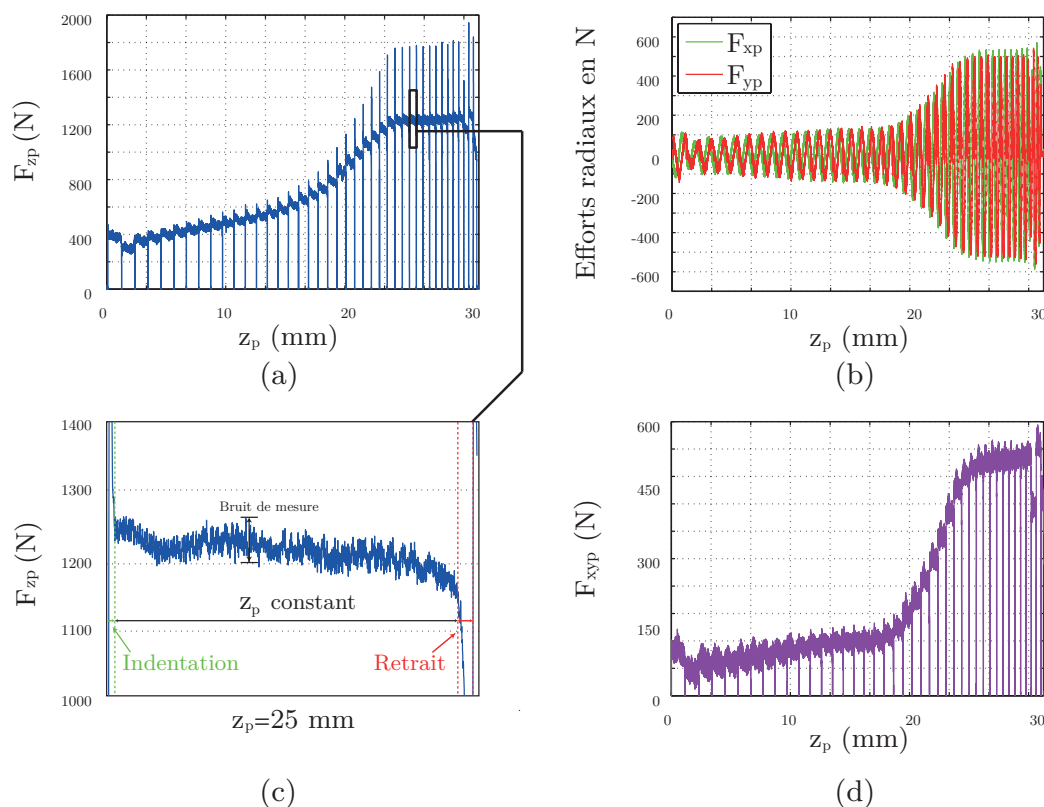 2000
1600
1200
800
400
0
F_zp (N)
0 10 20 30
z_p (mm)
(a)
600
400
200
0
-200
-400
-600
Efforts radiaux en N
F_xp
F_yp
0 10 20 30
z_p (mm)
(b)
1400
1300
1200
1100
1000
F_zp (N)
Bruit de mesure
z_p constant
Indentation
Retrait
z_p=25 mm
(c)
600
450
300
150
0
F_xyp (N)
0 10 20 30
z_p (mm)
(d)